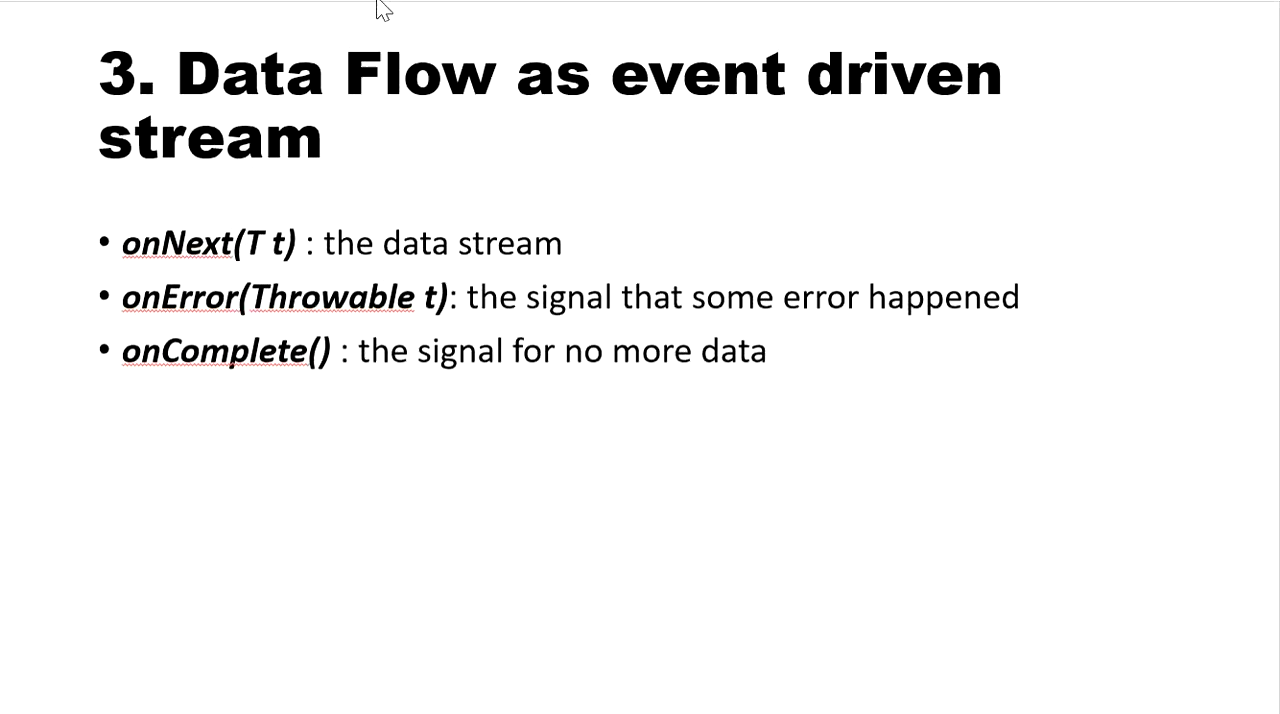 3. Data Flow as event driven
stream
• onNext(T t) : the data stream
• onError(Throwable t): the signal that some error happened
• onComplete() : the signal for no more data